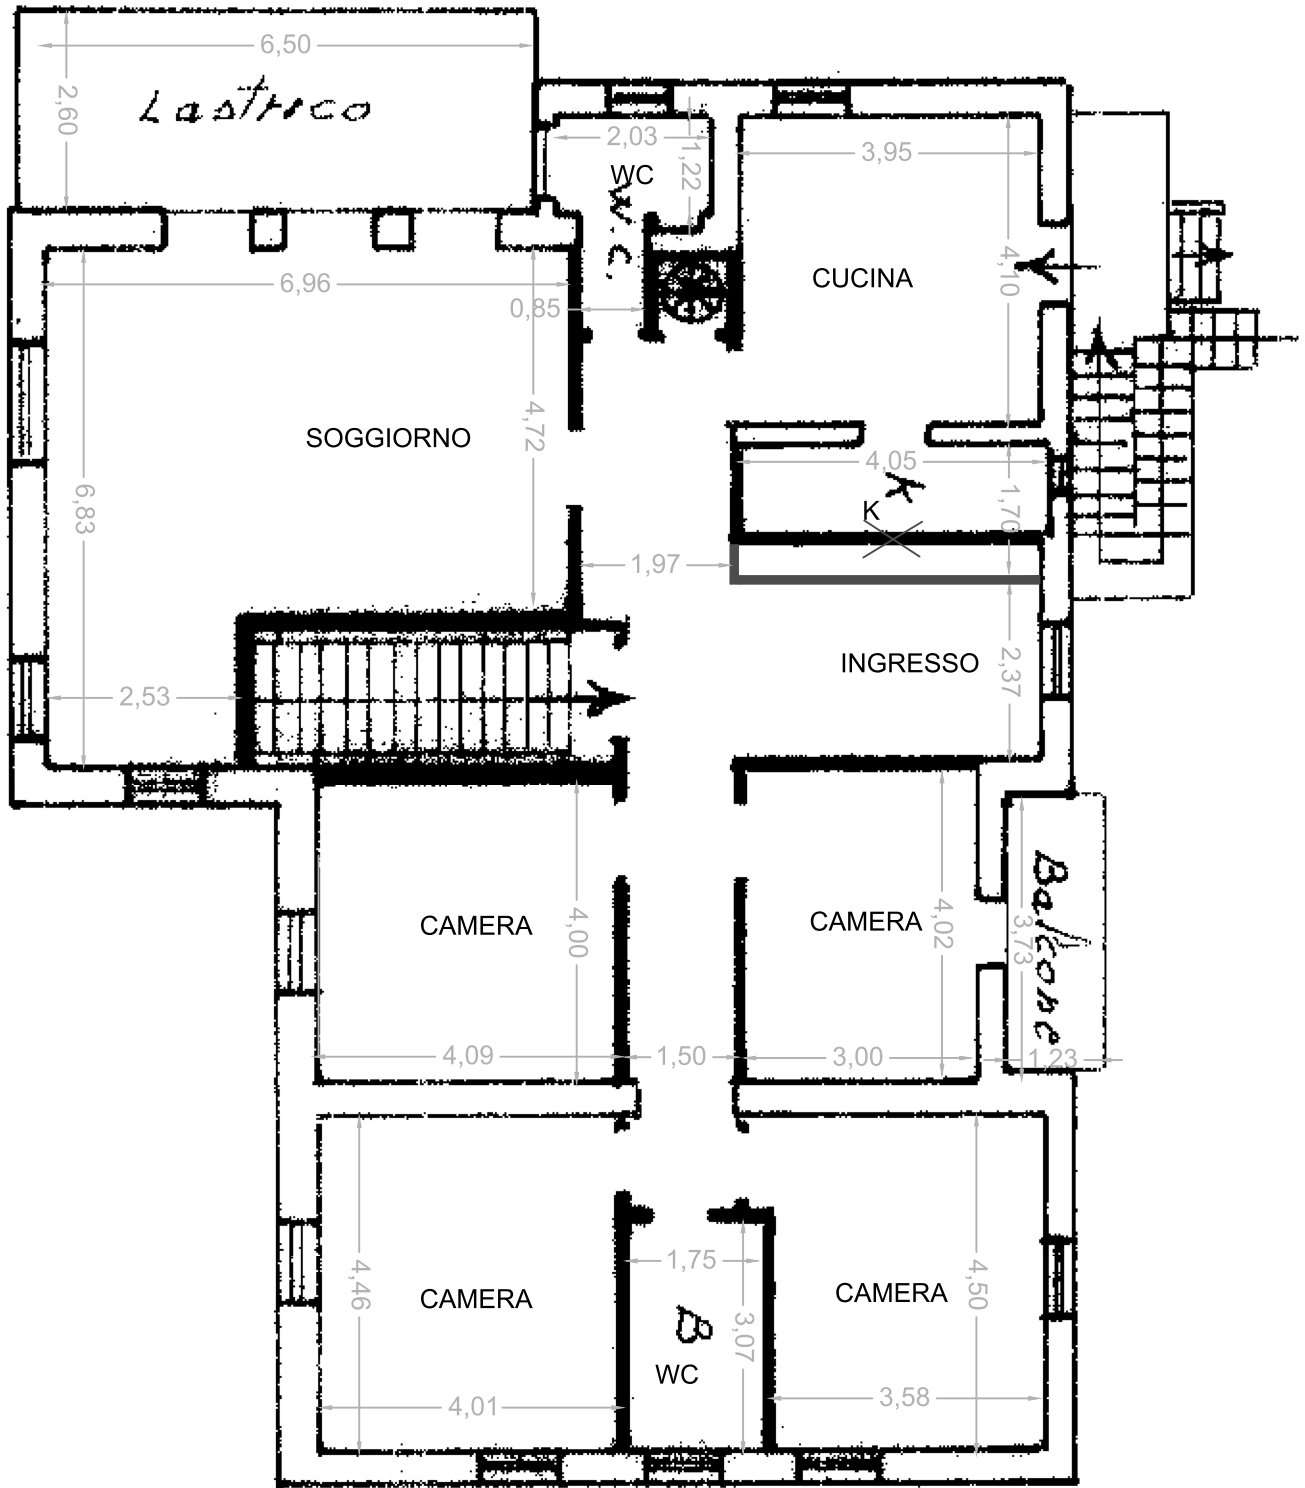 6,50
2,60
Lastrico
2,03
1,22
WC
W.C.
3,95
4,10
CUCINA
6,96
0,85
SOGGIORNO
4,72
6,83
4,05
K
K
1,70
1,97
INGRESSO
2,37
2,53
CAMERA
4,00
CAMERA
4,02
3,73
Balcone
4,09
1,50
3,00
1,23
4,46
CAMERA
1,75
B
3,07
WC
CAMERA
4,50
4,01
3,58